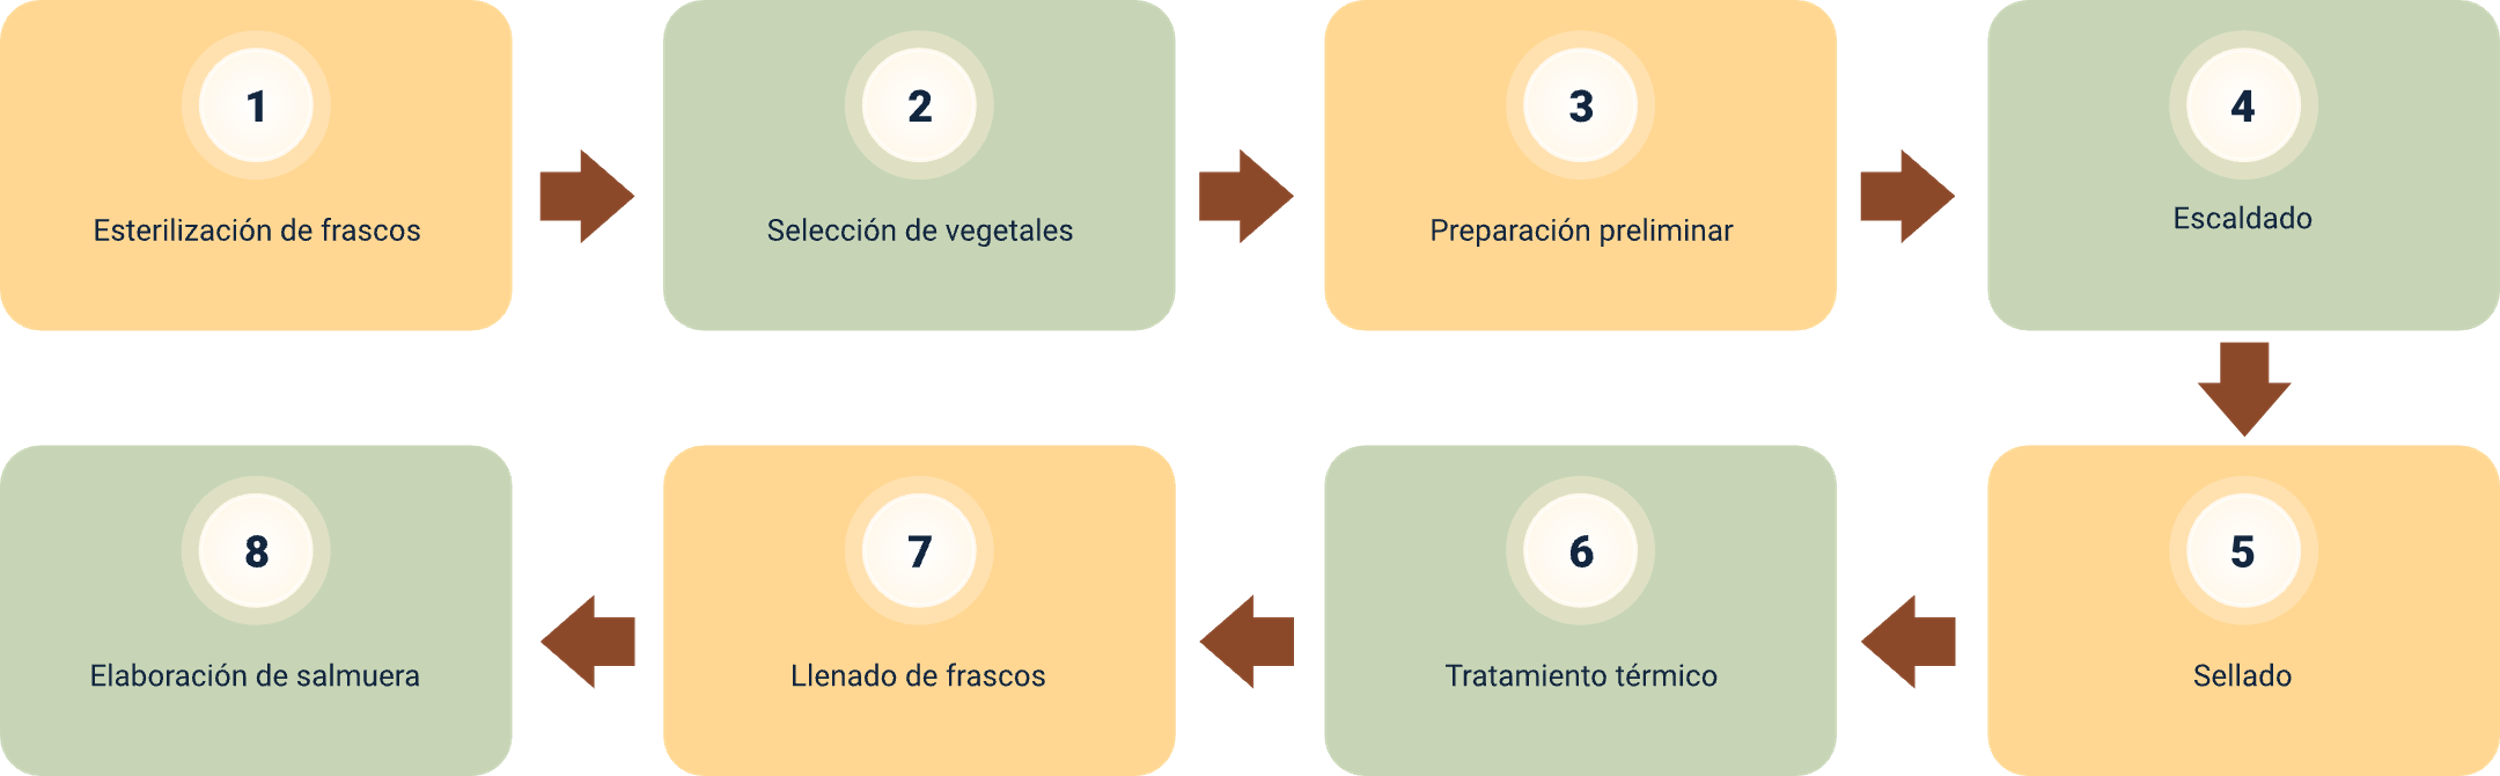 1
Esterilización de frascos
2
Selección de vegetales
3
Preparación preliminar
4
Escaldado
5
Sellado
6
Tratamiento térmico
7
Llenado de frascos
8
Elaboración de salmuera